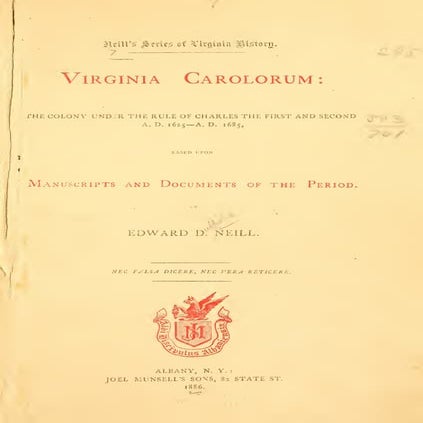 Neill's Series of Virginia History.
VIRGINIA CAROLORUM:
THE COLONY UNDER THE RULE OF CHARLES THE FIRST AND SECOND
A. D. 1625—A. D. 1685,
BASED UPON
MANUSCRIPTS AND DOCUMENTS OF THE PERIOD.
BY
EDWARD D. NEILL.
NEC FALSA DICERE, NEC VERA RETICERE.
JM
ALBANY, N. Y.:
JOEL MUNSELL'S SONS, 82 STATE ST.
1886.